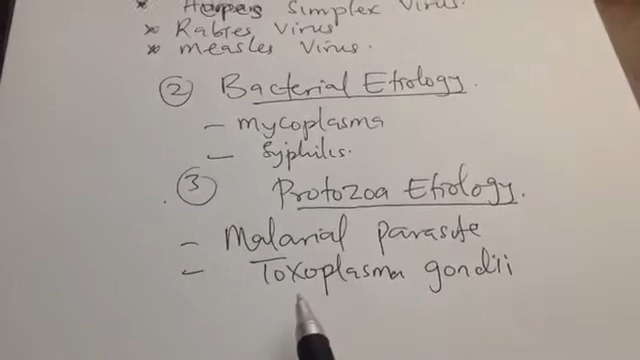 * Herpes Simplex Virus.
* Rabies Virus
* measles Virus.
② Bacterial Etiology.
- mycoplasma
- Syphilis.
③ Protozoa Etiology.
- Malarial parasite
- Toxoplasma gondii